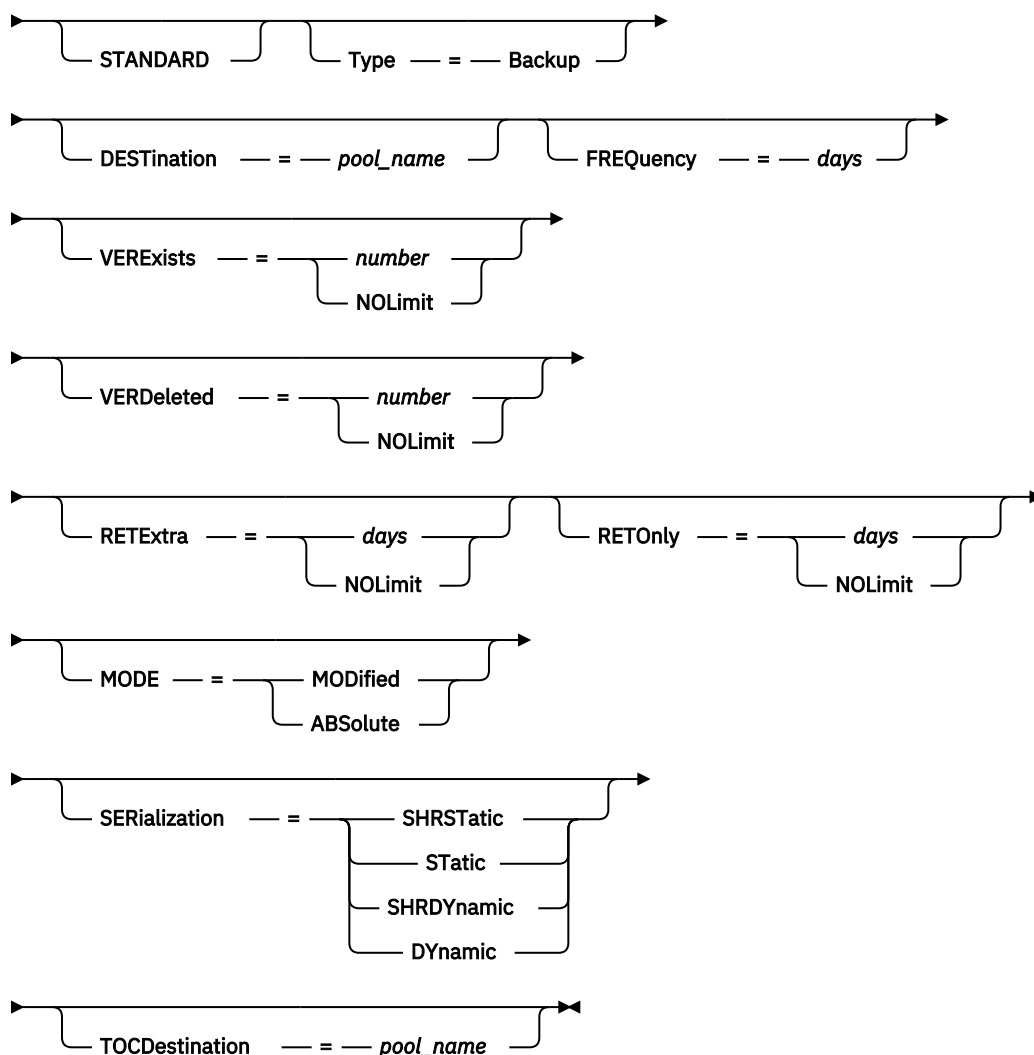 STANDARD Type = Backup
DESTination = pool_name FREQuency = days
VERExists = number
NOLimit
VERDeleted = number
NOLimit
RETExtra = days RETOnly = days
NOLimit NOLimit
MODE = MODified
ABSolute
SERialization = SHRSTatic
STatic
SHRDYnamic
DYnamic
TOCDestination = pool_name